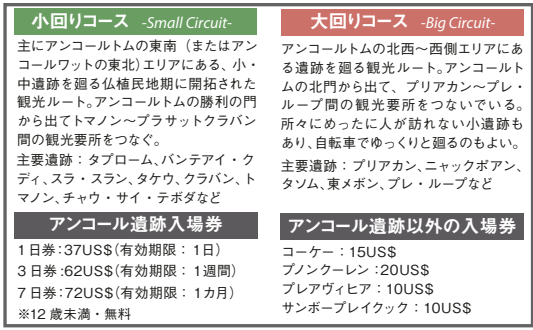 小回りコース -Small Circuit-
主にアンコールトムの東南（またはアン
コールワットの東北）エリアにある、小・
中遺跡を廻る仏植民地期に開拓された
観光ルート。アンコールトムの勝利の門
から出てトマノン〜プラサットクラバン
間の観光要所をつなぐ。
主要遺跡：タプローム、バンテアイ・ク
ディ、スラ・スラン、タケウ、クラバン、ト
マノン、チャウ・サイ・テボダなど
アンコール遺跡入場券
1日券：37US$（有効期限：1日）
3日券：62US$（有効期限：1週間）
7日券：72US$（有効期限：1カ月）
※12歳未満・無料
大回りコース -Big Circuit-
アンコールトムの北西〜西側エリアにあ
る遺跡を廻る観光ルート。アンコールト
ムの北門から出て、プリアカン〜プレ・
ループ間の観光要所をつないでいる。
所々にめったに人が訪れない小遺跡も
あり、自転車でゆっくりと廻るのもよい。
主要遺跡：プリアカン、ニャックポアン、
タソム、東メボン、プレ・ループなど
アンコール遺跡以外の入場券
コーケー：15US$
プノンクーレン：20US$
プレアヴィヒア：10US$
サンボープレイクック：10US$